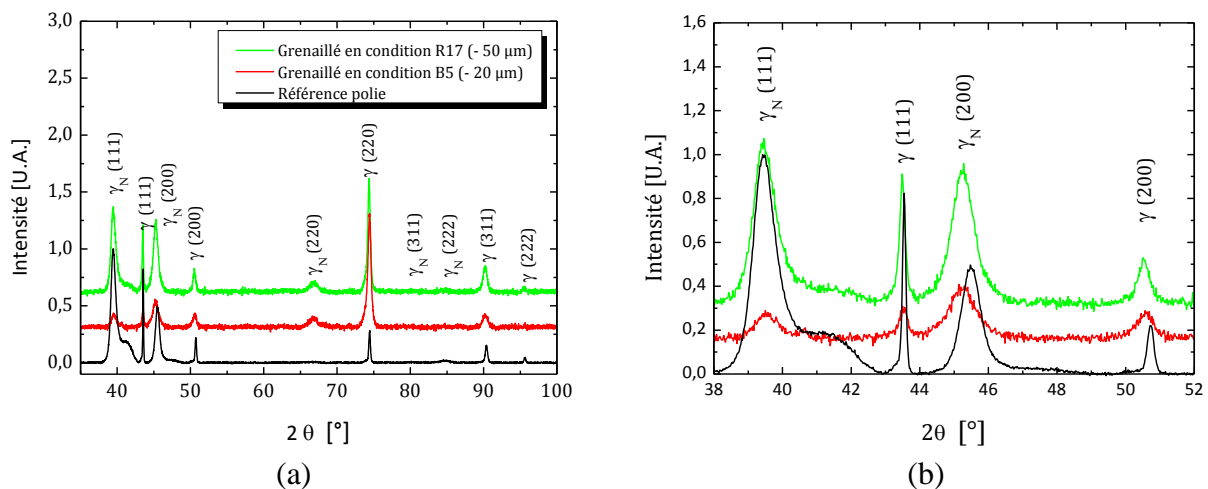 3,0
2,5
2,0
1,5
1,0
0,5
0,0
Intensité [U.A.]
Grenaillé en condition R17 (- 50 µm)
Grenaillé en condition B5 (- 20 µm)
Référence polie
γN (111)
γ (111)
γN (200)
γ (200)
γN (220)
γ (220)
γN (311)
γN (222)
γ (311)
γ (222)
40 50 60 70 80 90 100
2 θ [°]
(a)
1,6
1,4
1,2
1,0
0,8
0,6
0,4
0,2
0,0
Intensité [U.A.]
γN (111)
γ (111)
γN (200)
γ (200)
38 40 42 44 46 48 50 52
2θ [°]
(b)